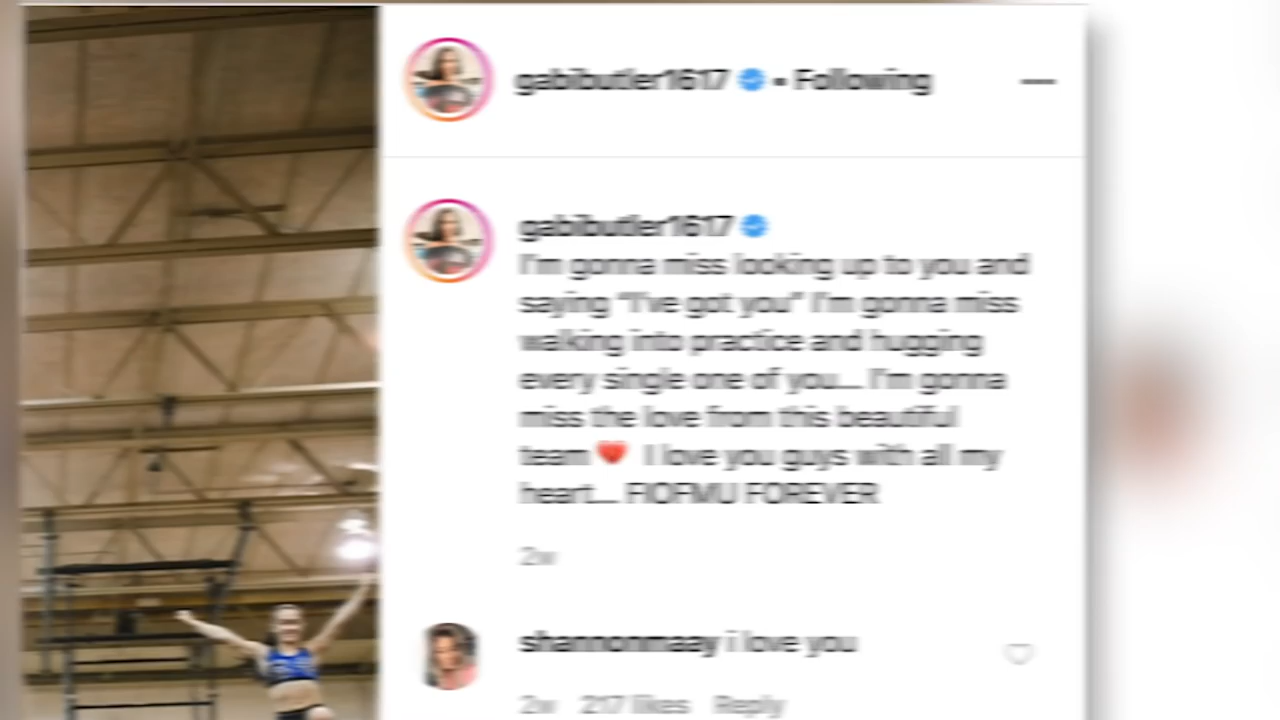 gabibutler1617 • Following
gabibutler1617
I'm gonna miss looking up to you and
saying "I've got you" I'm gonna miss
walking into practice and hugging
every single one of you.... I'm gonna
miss the love from this beautiful
team❤️ I love you guys with all my
heart.... FIOFMU FOREVER
2w
shannonmaay i love you
2w 217 likes Reply